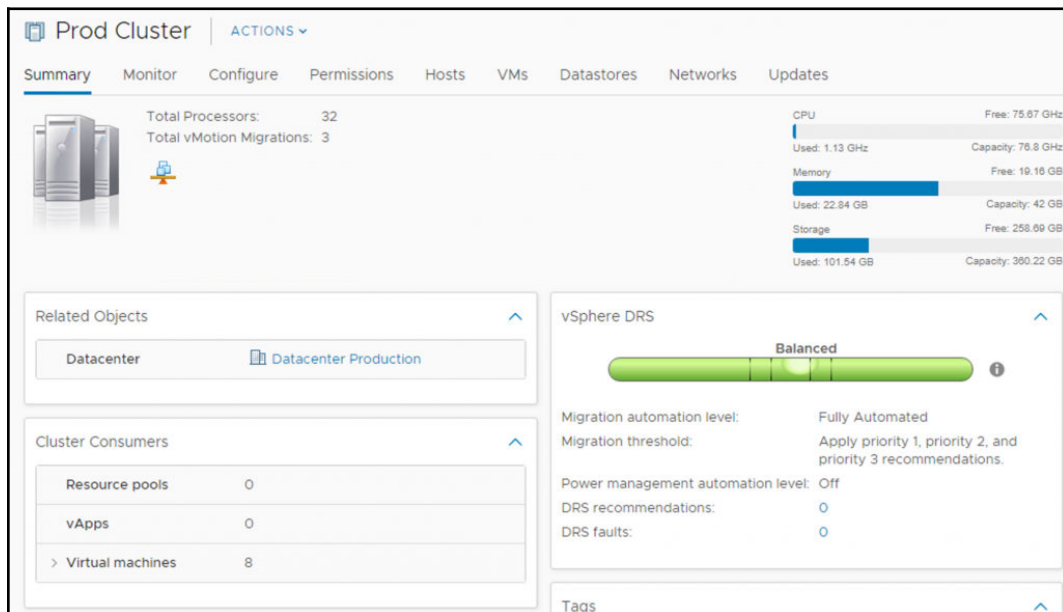 Prod Cluster ACTIONS
Summary Monitor Configure Permissions Hosts VMs Datastores Networks Updates
Total Processors: 32
Total vMotion Migrations: 3
CPU Free: 75.67 GHz
Used: 1.13 GHz Capacity: 76.8 GHz
Memory Free: 19.16 GB
Used: 22.84 GB Capacity: 42 GB
Storage Free: 258.69 GB
Used: 101.54 GB Capacity: 360.22 GB
Related Objects
Datacenter Datacenter Production
Cluster Consumers
Resource pools 0
vApps 0
Virtual machines 8
vSphere DRS
Balanced
Migration automation level: Fully Automated
Migration threshold: Apply priority 1, priority 2, and
priority 3 recommendations.
Power management automation level: Off
DRS recommendations: 0
DRS faults: 0
Tags